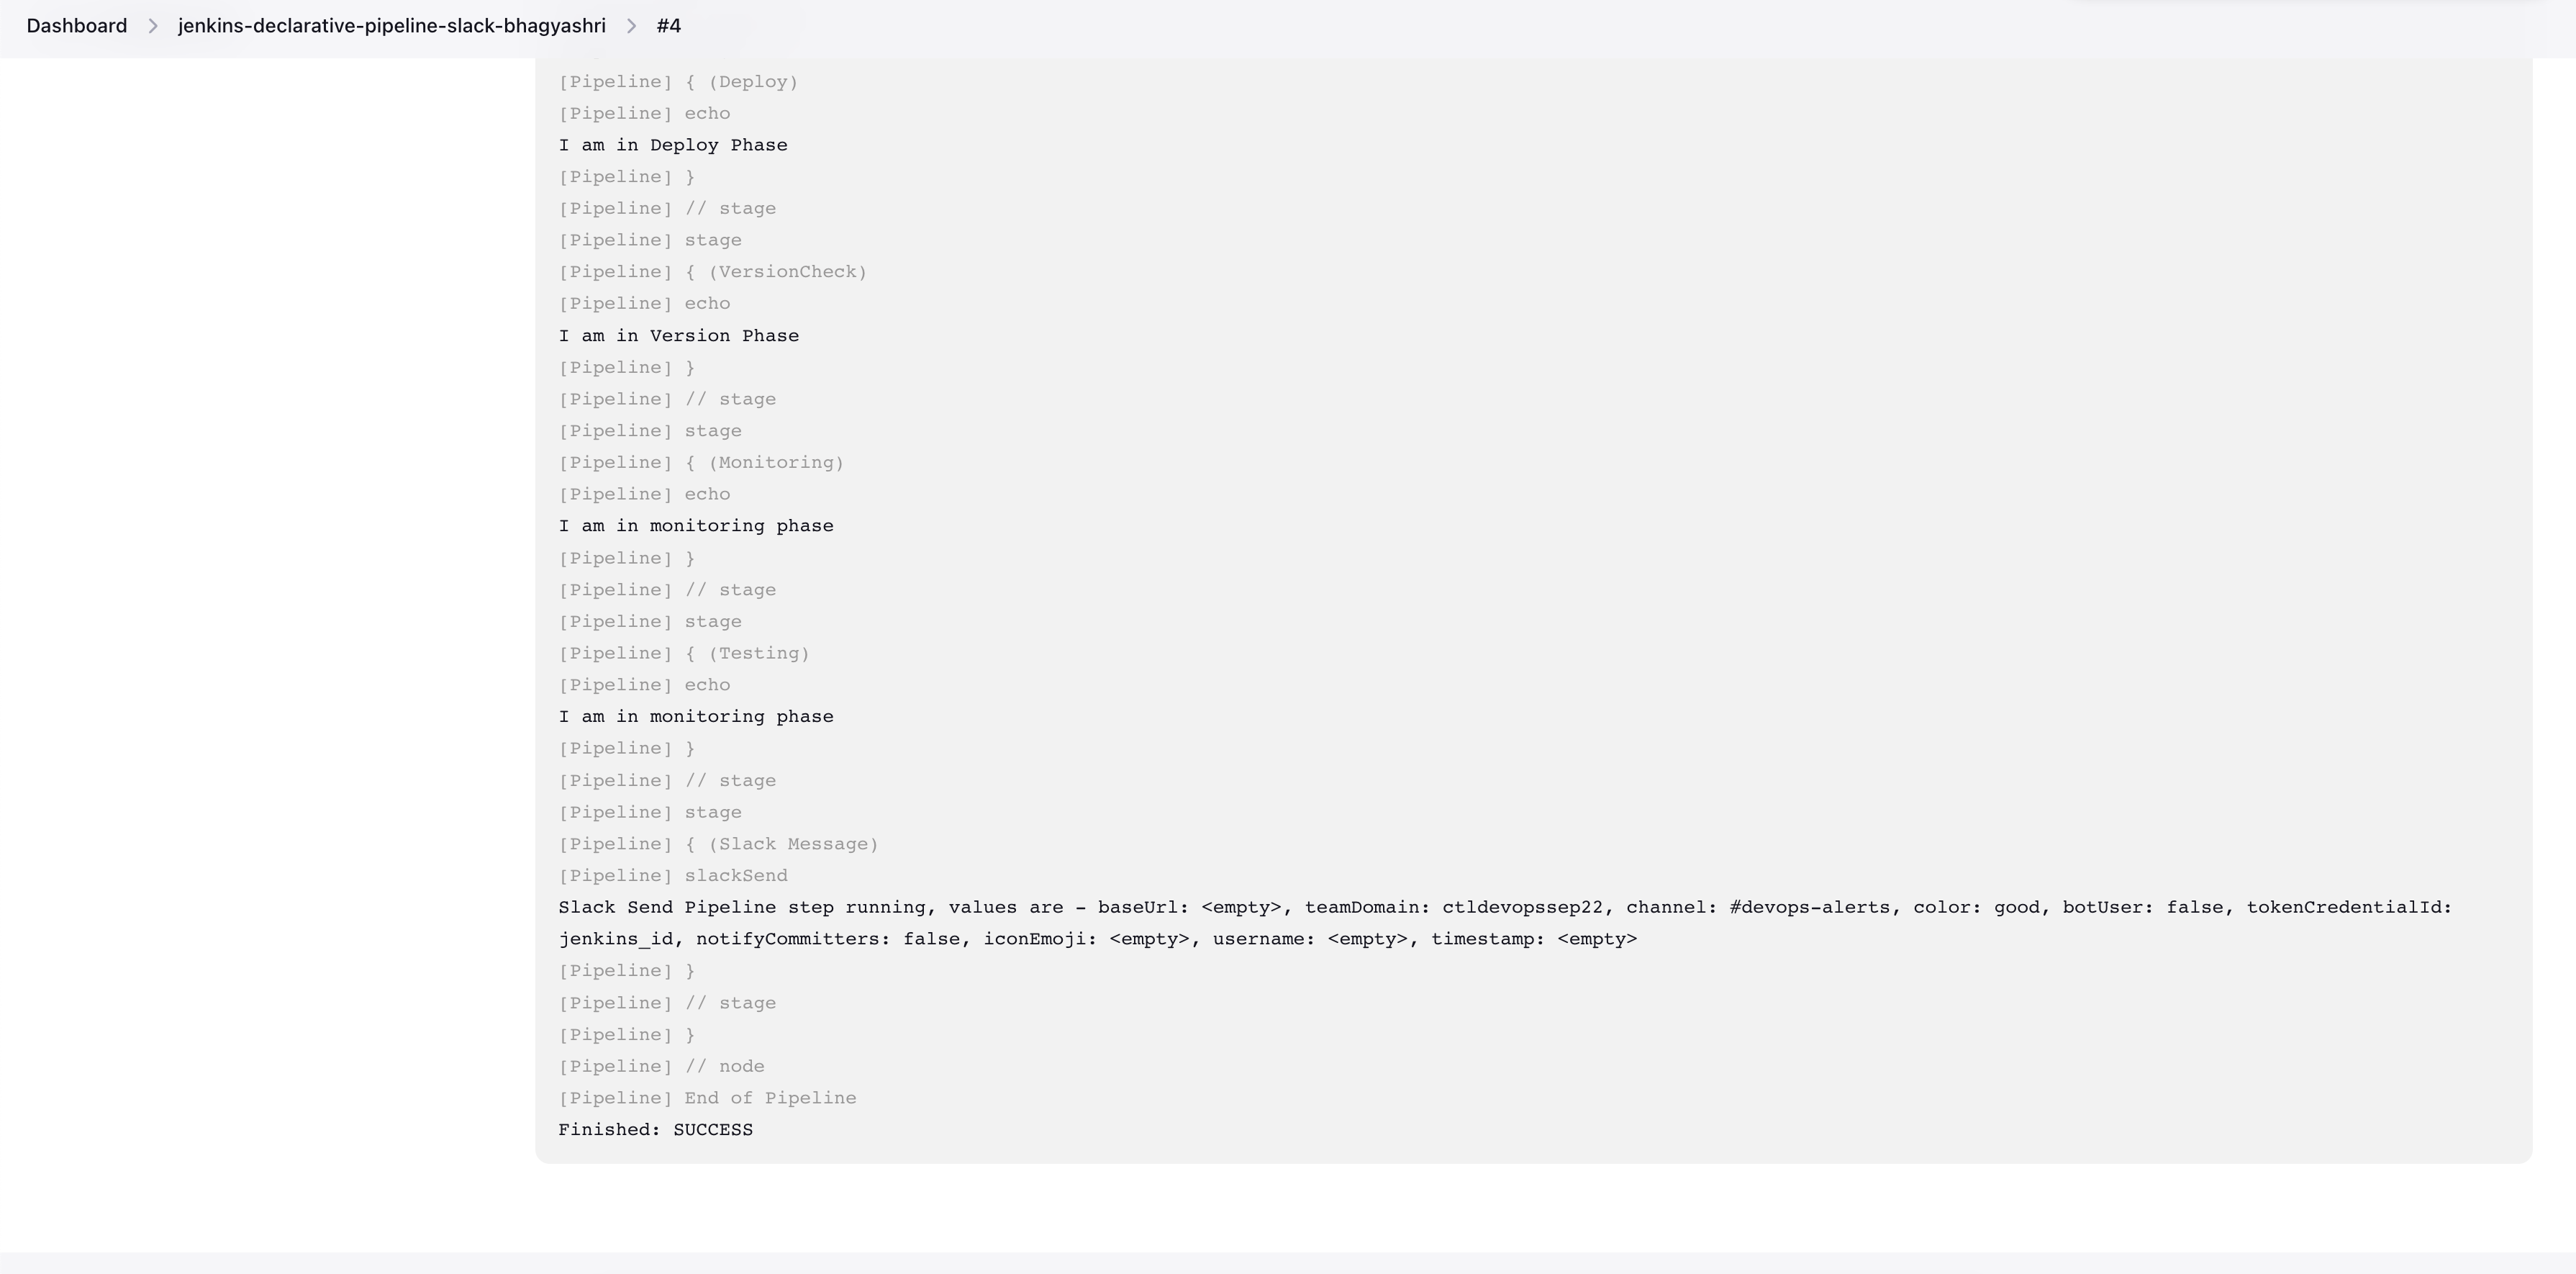 Dashboard > jenkins-declarative-pipeline-slack-bhagyashri > #4
[Pipeline] { (Deploy)
[Pipeline] echo
I am in Deploy Phase
[Pipeline] }
[Pipeline] // stage
[Pipeline] stage
[Pipeline] { (VersionCheck)
[Pipeline] echo
I am in Version Phase
[Pipeline] }
[Pipeline] // stage
[Pipeline] stage
[Pipeline] { (Monitoring)
[Pipeline] echo
I am in monitoring phase
[Pipeline] }
[Pipeline] // stage
[Pipeline] stage
[Pipeline] { (Testing)
[Pipeline] echo
I am in monitoring phase
[Pipeline] }
[Pipeline] // stage
[Pipeline] stage
[Pipeline] { (Slack Message)
[Pipeline] slackSend
Slack Send Pipeline step running, values are - baseUrl: <empty>, teamDomain: ctldevopssep22, channel: #devops-alerts, color: good, botUser: false, tokenCredentialId:
jenkins_id, notifyCommitters: false, iconEmoji: <empty>, username: <empty>, timestamp: <empty>
[Pipeline] }
[Pipeline] // stage
[Pipeline] }
[Pipeline] // node
[Pipeline] End of Pipeline
Finished: SUCCESS